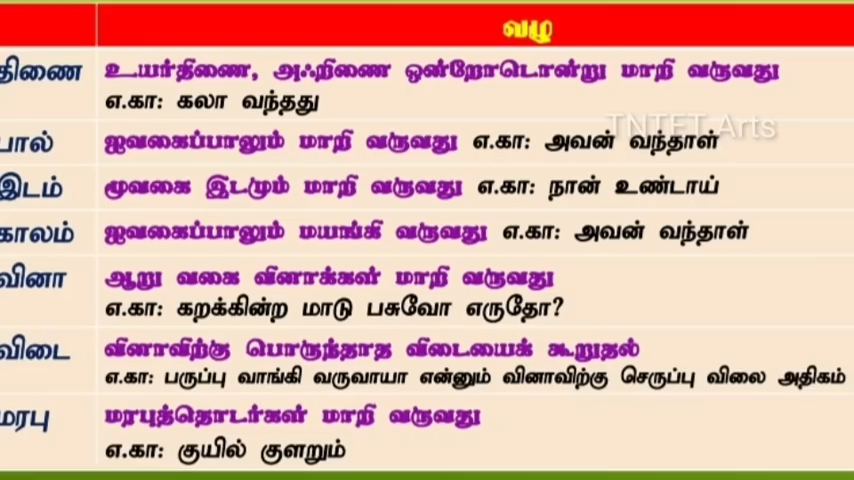 வழு
திணை உயர்திணை, அஃறிணை ஒன்றோடொன்று மாறி வருவது
எ.கா: கலா வந்தது
TNTET Arts
பால் ஐவகைப்பாலும் மாறி வருவது எ.கா: அவன் வந்தாள்
இடம் மூவகை இடமும் மாறி வருவது எ.கா: நான் உண்டாய்
காலம் ஐவகைப்பாலும் மயங்கி வருவது எ.கா: அவன் வந்தாள்
வினா ஆறு வகை வினாக்கள் மாறி வருவது
எ.கா: கறக்கின்ற மாடு பசுவோ எருதோ?
விடை வினாவிற்கு பொருந்தாத விடையைக் கூறுதல்
எ.கா: பருப்பு வாங்கி வருவாயா என்னும் வினாவிற்கு செருப்பு விலை அதிகம்
மரபு மரபுத்தொடர்கள் மாறி வருவது
எ.கா: குயில் குளறும்